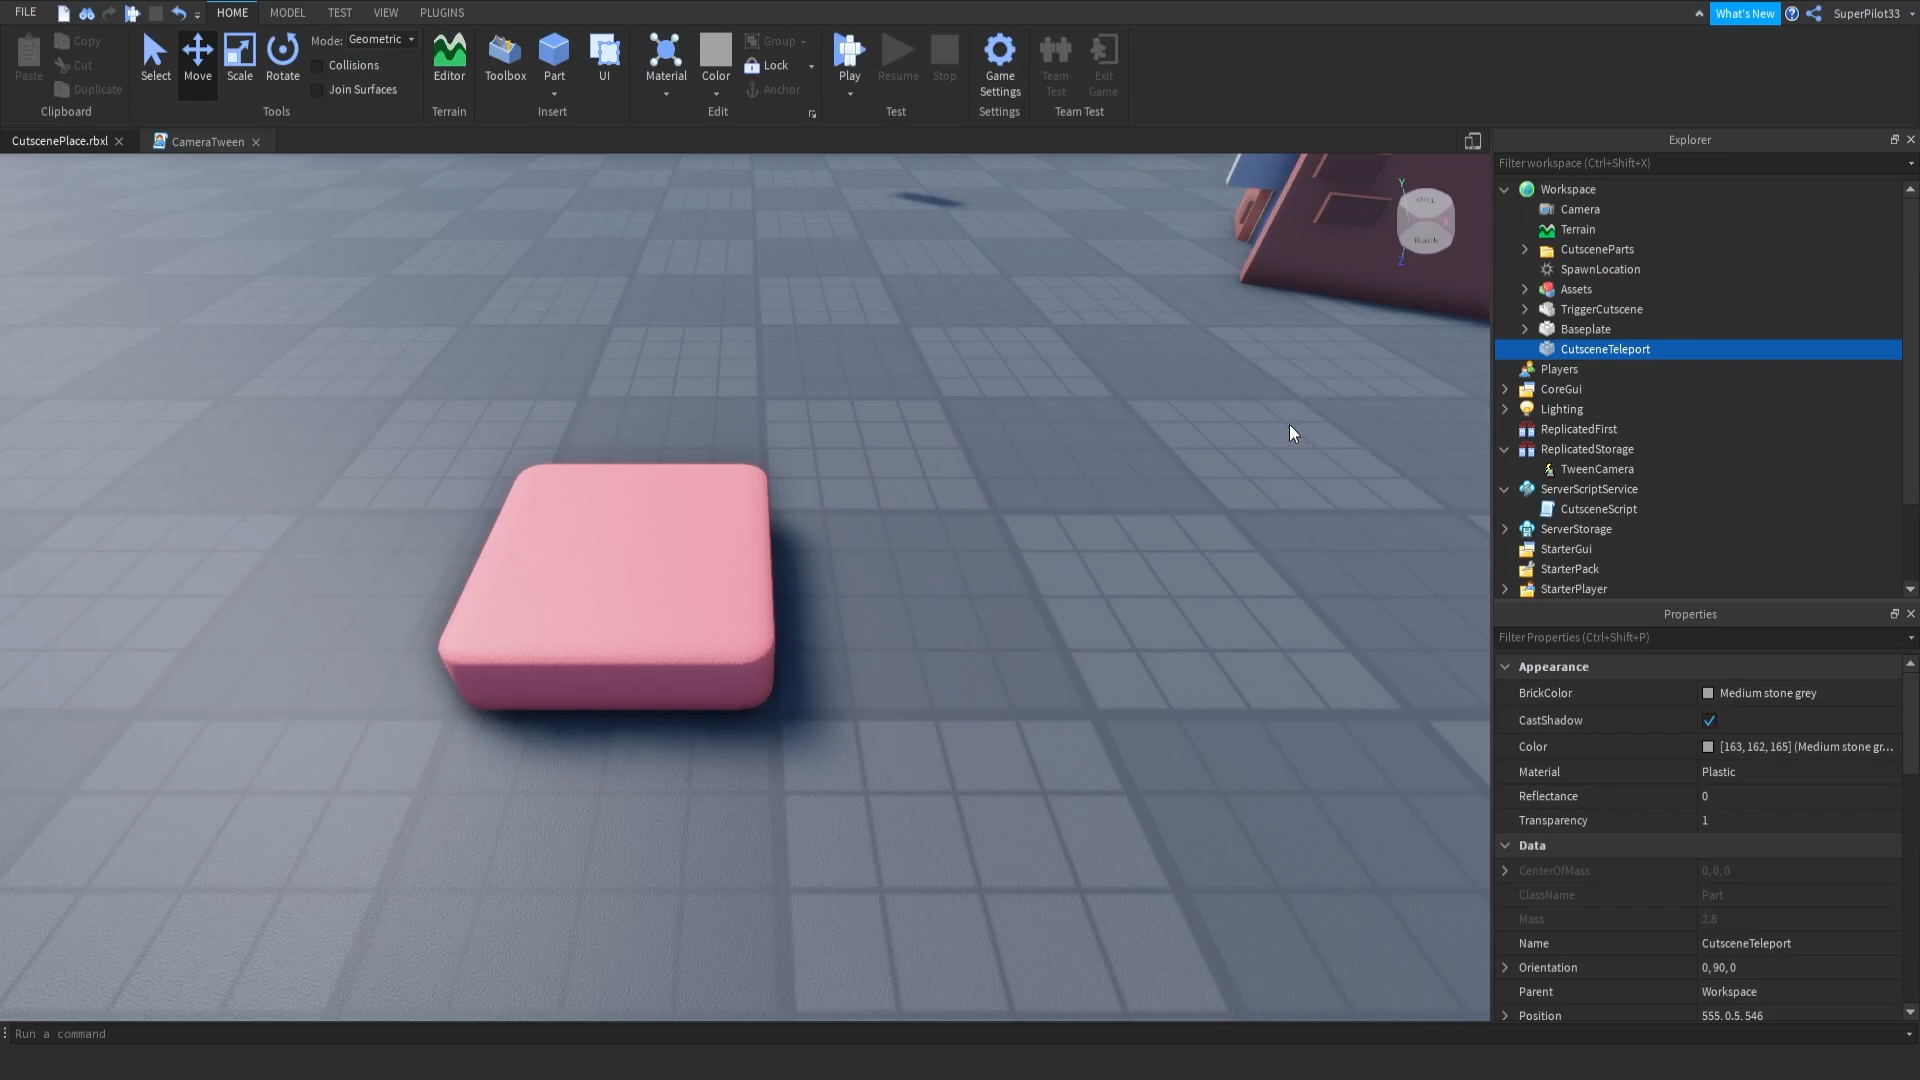 FILE HOME MODEL TEST VIEW PLUGINS What's New SuperPilot33
Paste Copy Cut Duplicate Clipboard
Select Move Scale Rotate Mode: Geometric Collisions Join Surfaces Tools
Editor Terrain
Toolbox Part UI Insert
Material Color Group Lock Anchor Edit
Play Resume Stop Test
Game Settings Settings
Team Test Exit Game Team Test
CutscenePlace.rbxl CameraTween
Top
Back
Y
X
Z
Explorer
Filter workspace (Ctrl+Shift+X)
Workspace
Camera
Terrain
CutsceneParts
SpawnLocation
Assets
TriggerCutscene
Baseplate
CutsceneTeleport
Players
CoreGui
Lighting
ReplicatedFirst
ReplicatedStorage
TweenCamera
ServerScriptService
CutsceneScript
ServerStorage
StarterGui
StarterPack
StarterPlayer
Properties
Filter Properties (Ctrl+Shift+P)
Appearance
BrickColor Medium stone grey
CastShadow
Color [163, 162, 165] (Medium stone gr...
Material Plastic
Reflectance 0
Transparency 1
Data
CenterOfMass 0, 0, 0
ClassName Part
Mass 2.8
Name CutsceneTeleport
Orientation 0, 90, 0
Parent Workspace
Position 555, 0.5, 546
Run a command